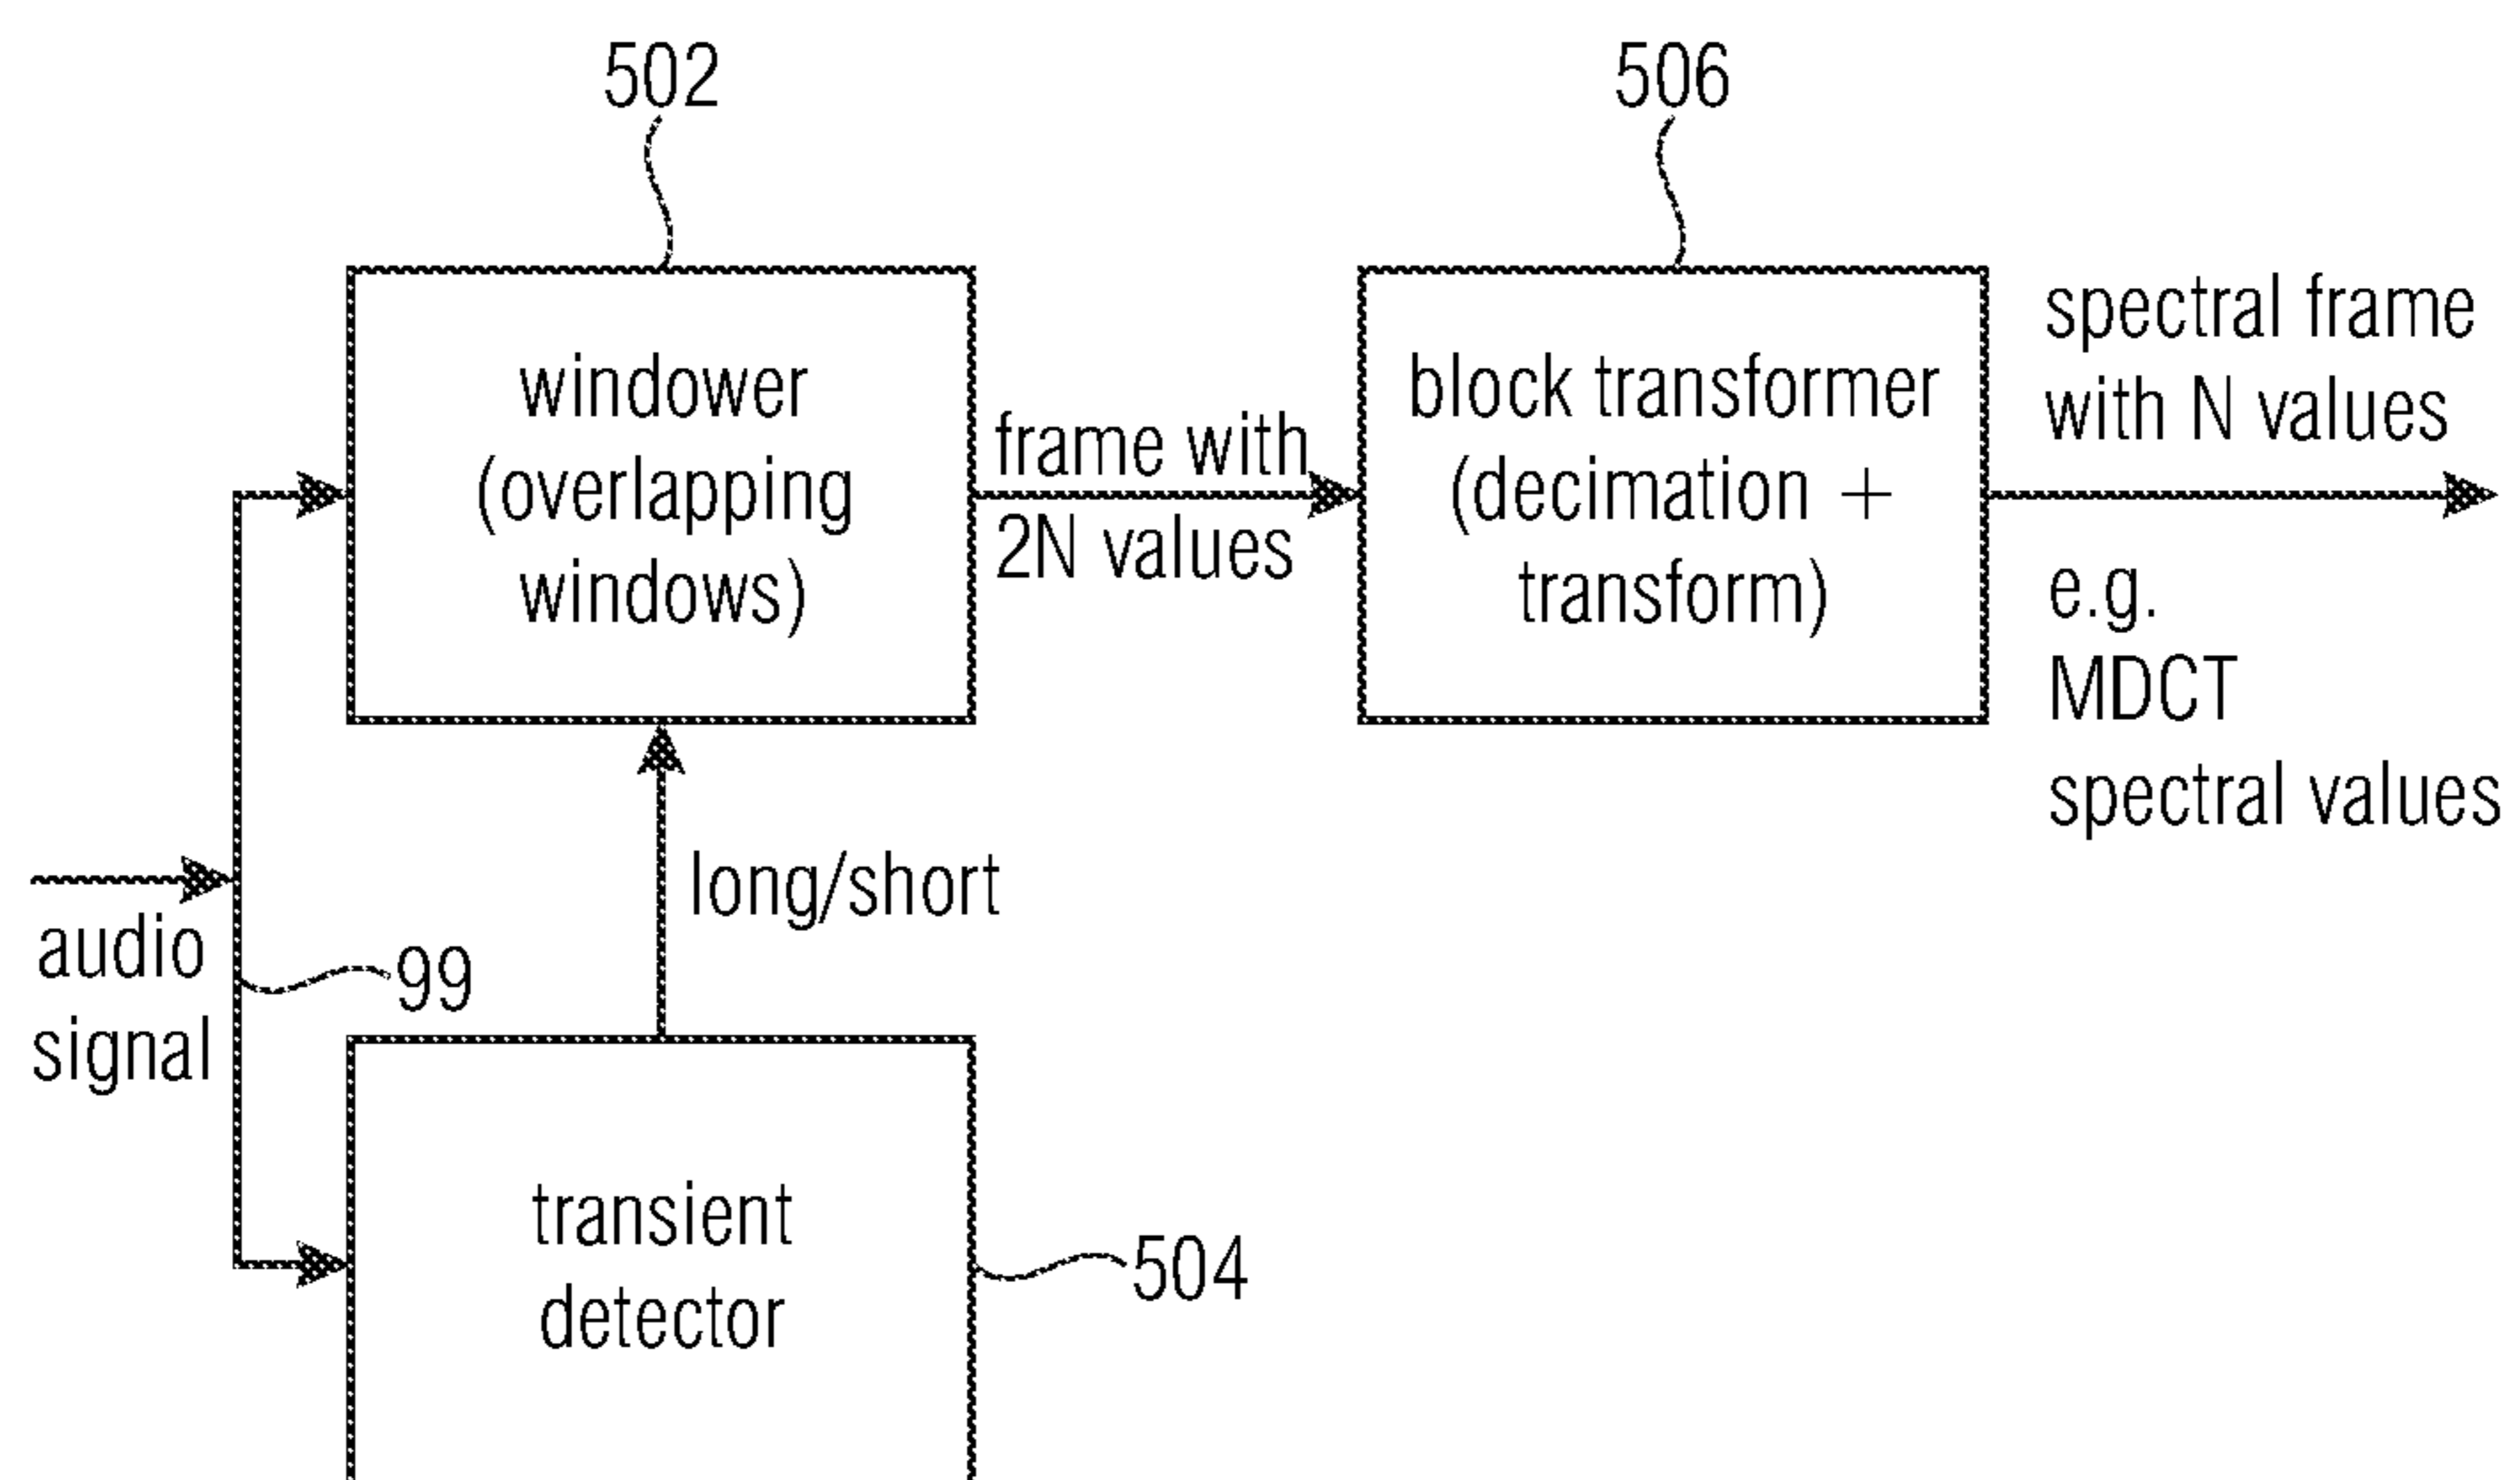 502
506
windower
(overlapping
windows)
frame with
2N values
block transformer
(decimation +
transform)
spectral frame
with N values
e.g.
MDCT
spectral values
long/short
audio
signal
99
transient
detector
504